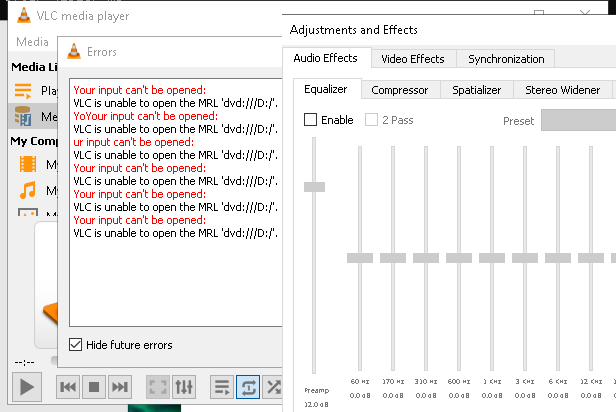 VLC media player
Media
Errors
Media Li
Play
Me
My Comp
My
My
Your input can't be opened:
VLC is unable to open the MRL 'dvd:///D:/'.
YoYour input can't be opened:
VLC is unable to open the MRL 'dvd:///D:/'.
ur input can't be opened:
VLC is unable to open the MRL 'dvd:///D:/'.
Your input can't be opened:
VLC is unable to open the MRL 'dvd:///D:/'.
Your input can't be opened:
VLC is unable to open the MRL 'dvd:///D:/'.
Your input can't be opened:
VLC is unable to open the MRL 'dvd:///D:/'.
Hide future errors
--:--
Adjustments and Effects
Audio Effects Video Effects Synchronization
Equalizer Compressor Spatializer Stereo Widener
Enable 2 Pass Preset
60 Hz 170 Hz 310 Hz 600 Hz 1 KHz 3 KHz 6 KHz 12 KHz
Preamp 0.0 dB 0.0 dB 0.0 dB 0.0 dB 0.0 dB 0.0 dB 0.0 dB 0.0 dB
12.0 dB